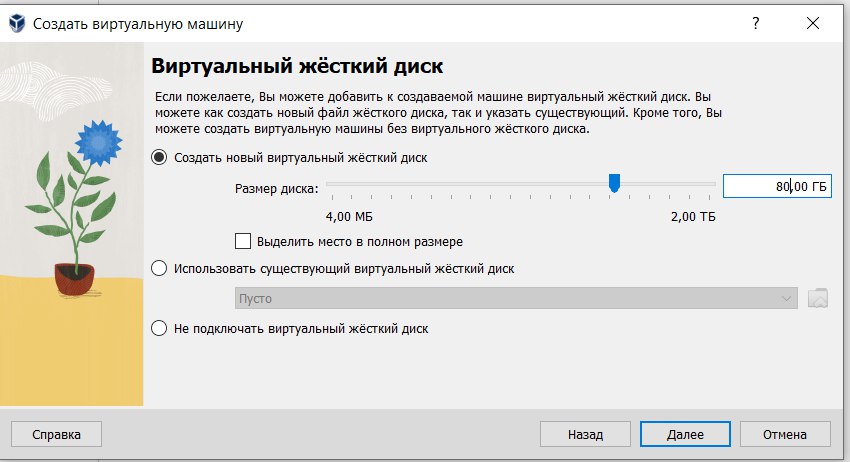 Создать виртуальную машину
?
Виртуальный жёсткий диск
Если пожелаете, Вы можете добавить к создаваемой машине виртуальный жёсткий диск. Вы
можете как создать новый файл жёсткого диска, так и указать существующий. Кроме того, Вы
можете создать виртуальную машины без виртуального жёсткого диска.
Создать новый виртуальный жёсткий диск
Размер диска:
80,00 ГБ
4,00 МБ
2,00 ТБ
Выделить место в полном размере
Использовать существующий виртуальный жёсткий диск
Пусто
Не подключать виртуальный жёсткий диск
Справка
Назад
Далее
Отмена